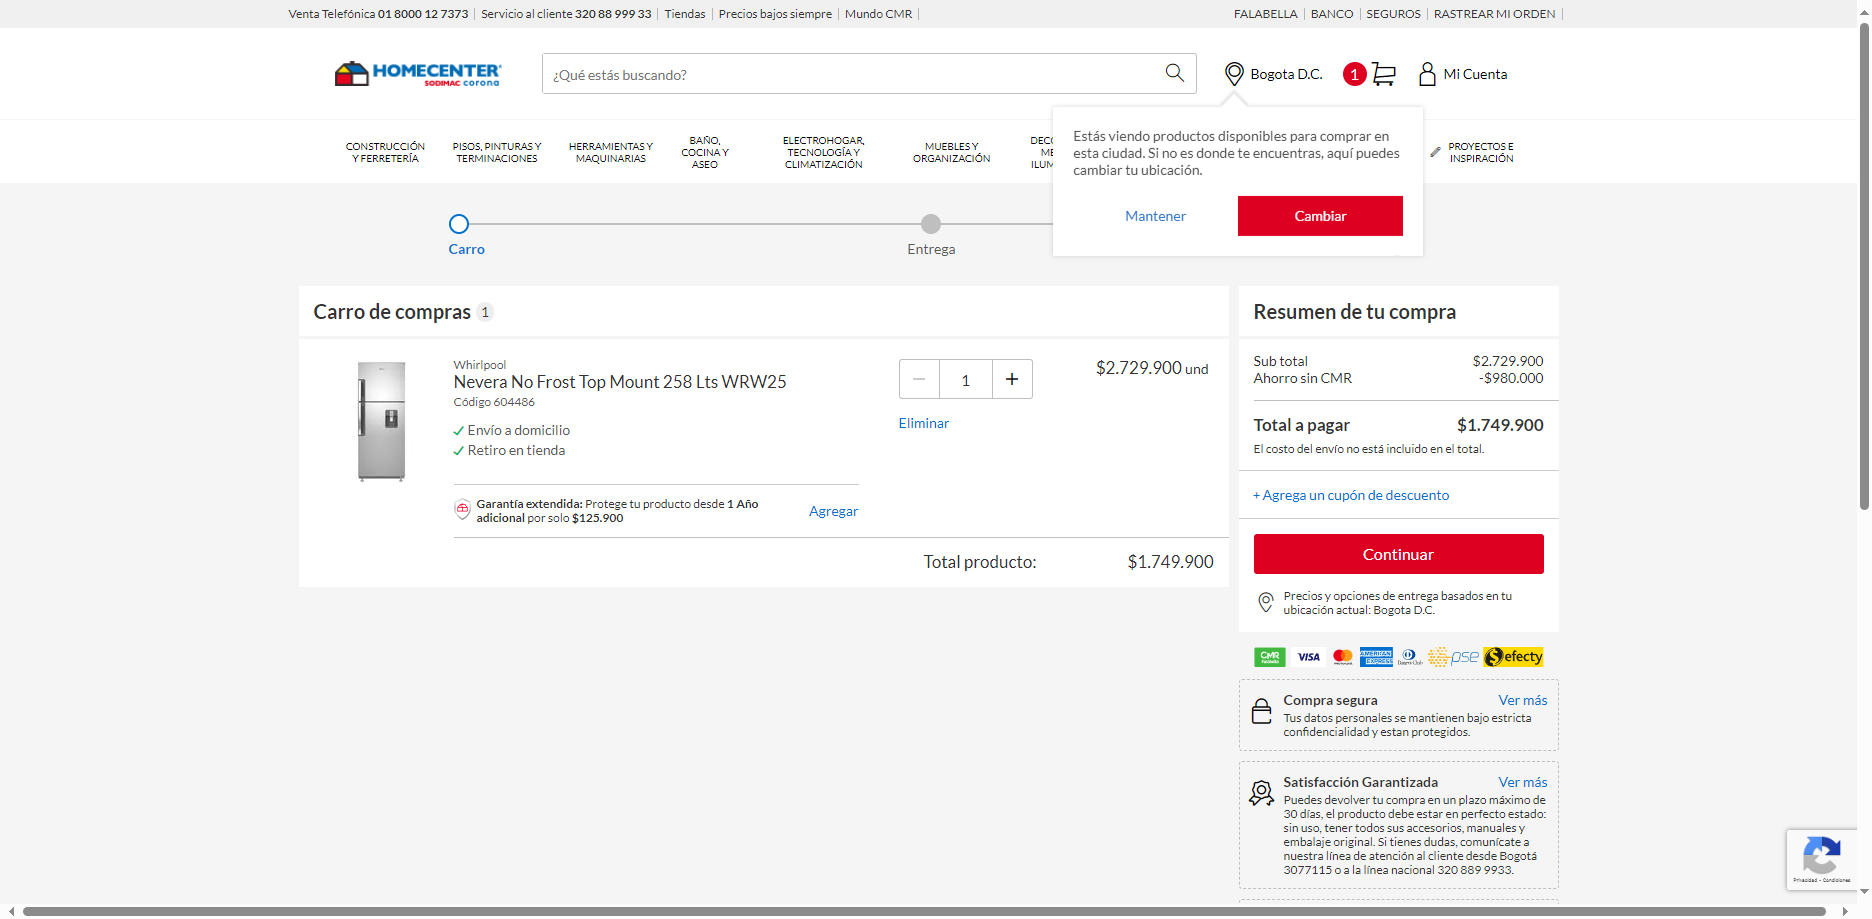 Venta Telefónica 01 8000 12 7373
Servicio al cliente 320 88 999 33
Tiendas
Precios bajos siempre
Mundo CMR
FALABELLA
BANCO
SEGUROS
RASTREAR MI ORDEN
HOMECENTER
SODIMAC corona
¿Qué estás buscando?
Bogota D.C.
1
Mi Cuenta
CONSTRUCCIÓN
Y FERRETERÍA
PISOS, PINTURAS Y
TERMINACIONES
HERRAMIENTAS Y
MAQUINARIAS
BAÑO,
COCINA Y
ASEO
ELECTROHOGAR,
TECNOLOGÍA Y
CLIMATIZACIÓN
MUEBLES Y
ORGANIZACIÓN
DECO
ME
ILUM
PROYECTOS E
INSPIRACIÓN
Estás viendo productos disponibles para comprar en
esta ciudad. Si no es donde te encuentras, aquí puedes
cambiar tu ubicación.
Mantener
Cambiar
Carro
Entrega
Carro de compras 1
Whirlpool
Nevera No Frost Top Mount 258 Lts WRW25
Código 604486
Envío a domicilio
Retiro en tienda
1
Eliminar
$2.729.900 und
Garantía extendida: Protege tu producto desde 1 Año
adicional por solo $125.900
Agregar
Total producto:
$1.749.900
Resumen de tu compra
Sub total
$2.729.900
Ahorro sin CMR
-$980.000
Total a pagar
$1.749.900
El costo del envío no está incluido en el total.
+ Agrega un cupón de descuento
Continuar
Precios y opciones de entrega basados en tu
ubicación actual: Bogota D.C.
CMR
VISA
AMERICAN
EXPRESS
Diners Club
pse
efecty
Compra segura
Ver más
Tus datos personales se mantienen bajo estricta
confidencialidad y estan protegidos.
Satisfacción Garantizada
Ver más
Puedes devolver tu compra en un plazo máximo de
30 días, el producto debe estar en perfecto estado:
sin uso, tener todos sus accesorios, manuales y
embalaje original. Si tienes dudas, comunícate a
nuestra línea de atención al cliente desde Bogotá
3077115 o a la línea nacional 320 889 9933.
Privacidad - Condiciones